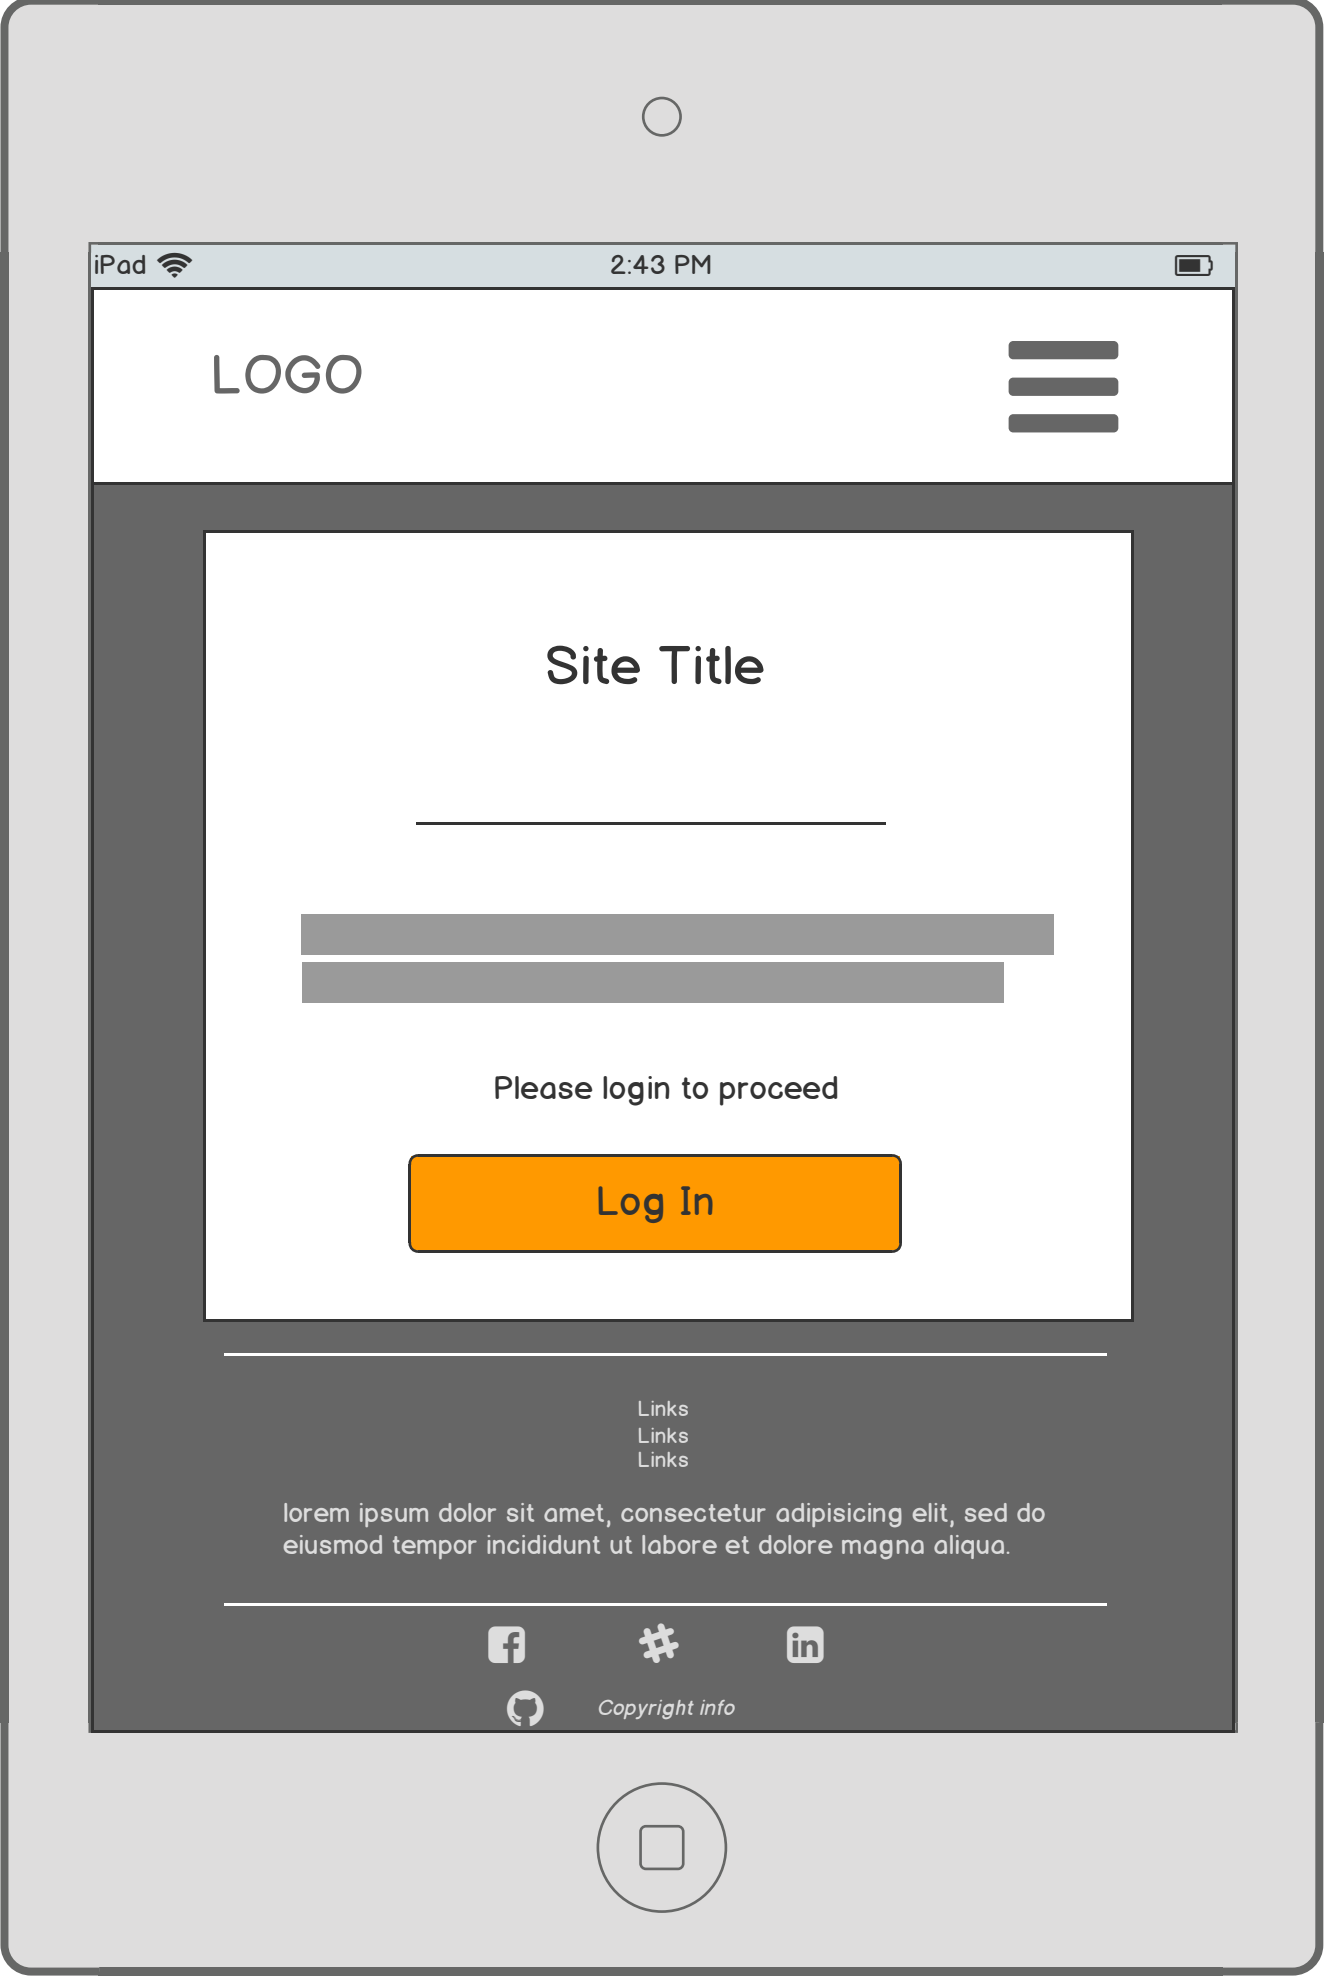 iPad
2:43 PM
LOGO
Site Title
Please login to proceed
Log In
Links
Links
Links
lorem ipsum dolor sit amet, consectetur adipisicing elit, sed do
eiusmod tempor incididunt ut labore et dolore magna aliqua.
Copyright info